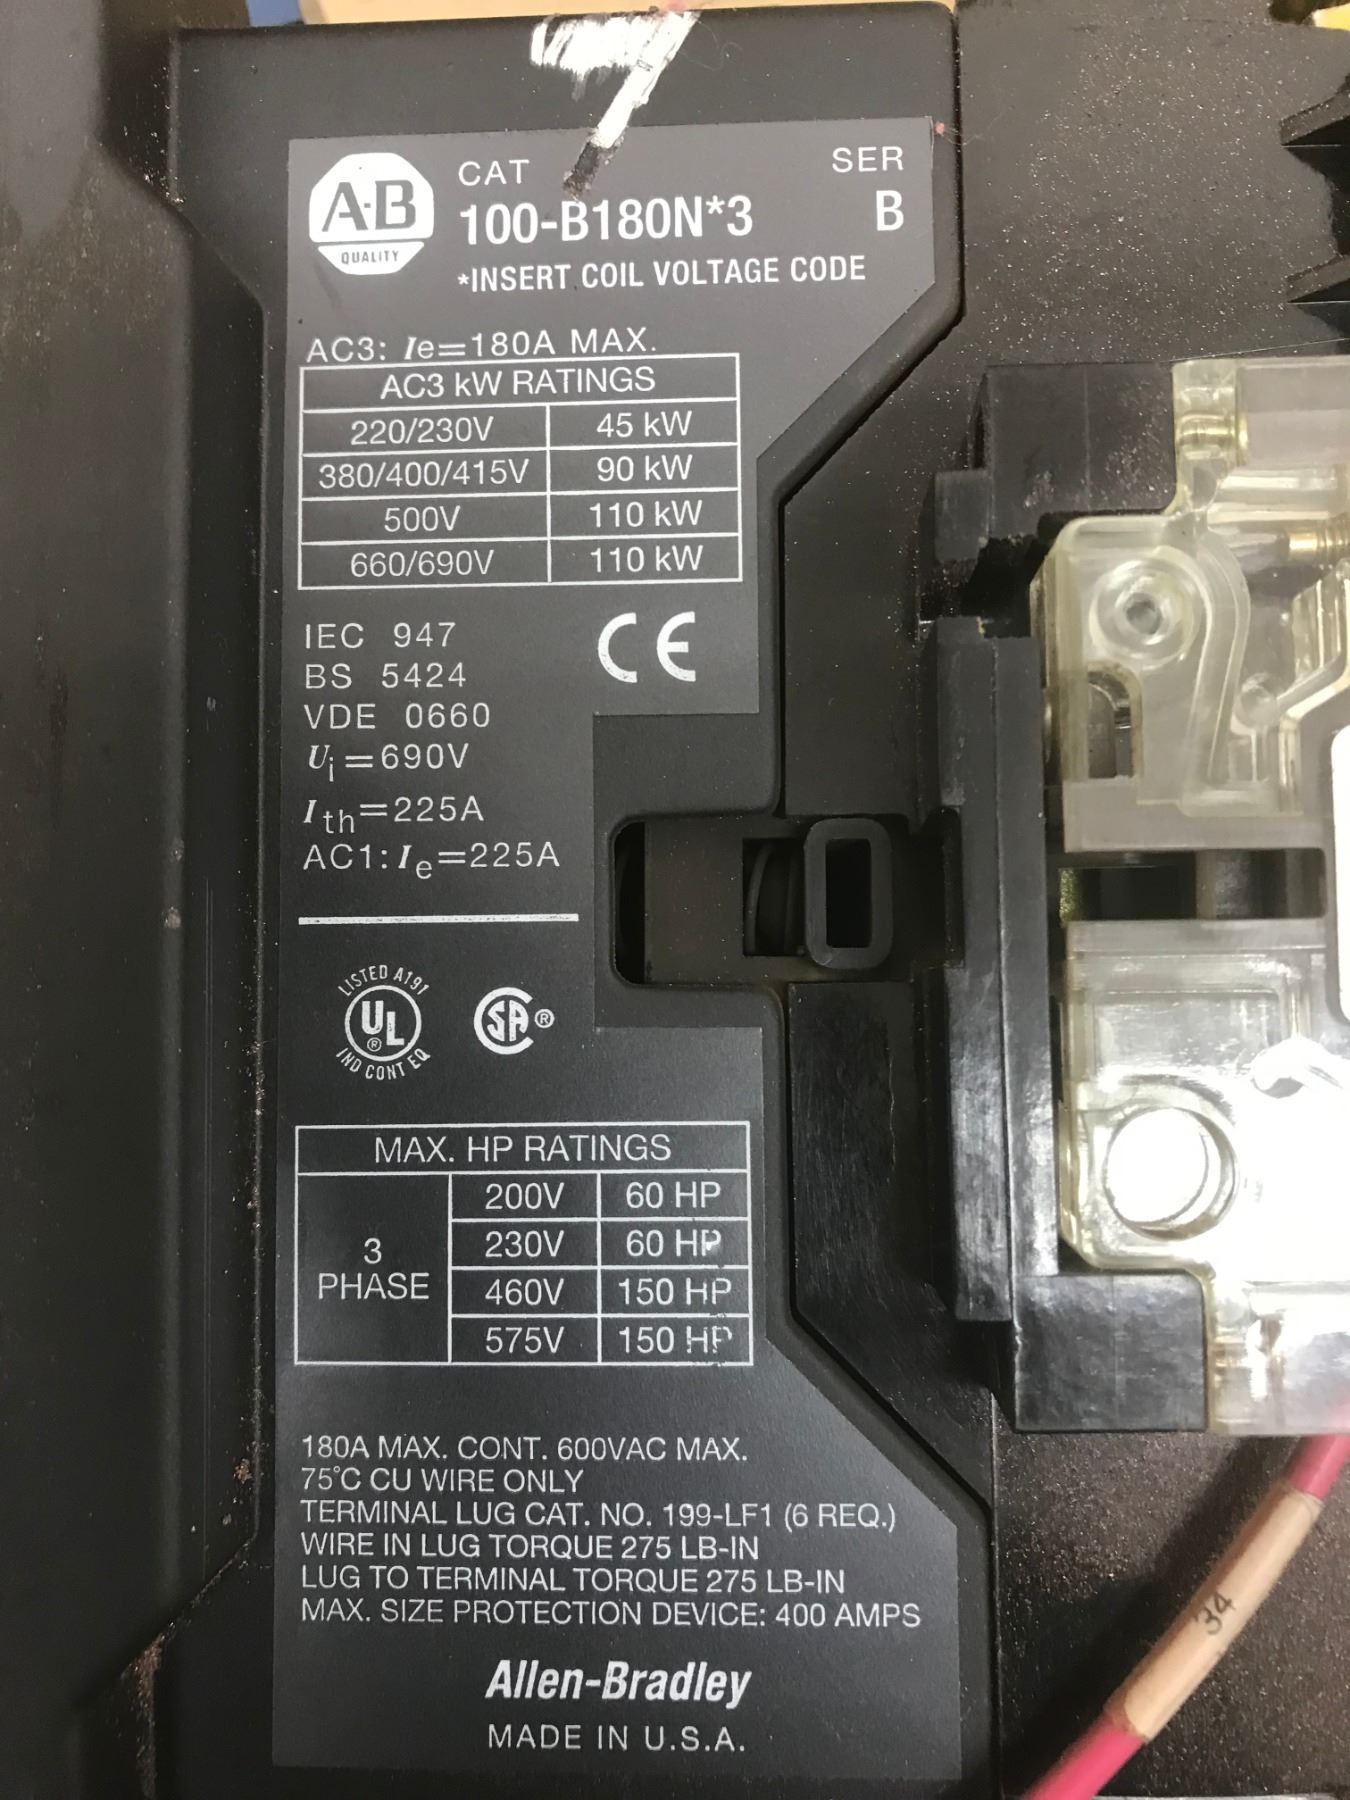 A-B
QUALITY
CAT
SER
100-B180N*3
B
*INSERT COIL VOLTAGE CODE
AC3: Ie=180A MAX.
AC3 kW RATINGS
220/230V 45 kW
380/400/415V 90 kW
500V 110 kW
660/690V 110 kW
IEC 947
BS 5424
VDE 0660
CE
Ui=690V
Ith=225A
AC1: Ie=225A
LISTED A191
UL
®
IND CONT EQ
SA ®
MAX. HP RATINGS
3 PHASE
200V 60 HP
230V 60 HP
460V 150 HP
575V 150 HP
180A MAX. CONT. 600VAC MAX.
75°C CU WIRE ONLY
TERMINAL LUG CAT. NO. 199-LF1 (6 REQ.)
WIRE IN LUG TORQUE 275 LB-IN
LUG TO TERMINAL TORQUE 275 LB-IN
MAX. SIZE PROTECTION DEVICE: 400 AMPS
Allen-Bradley
MADE IN U.S.A.
34